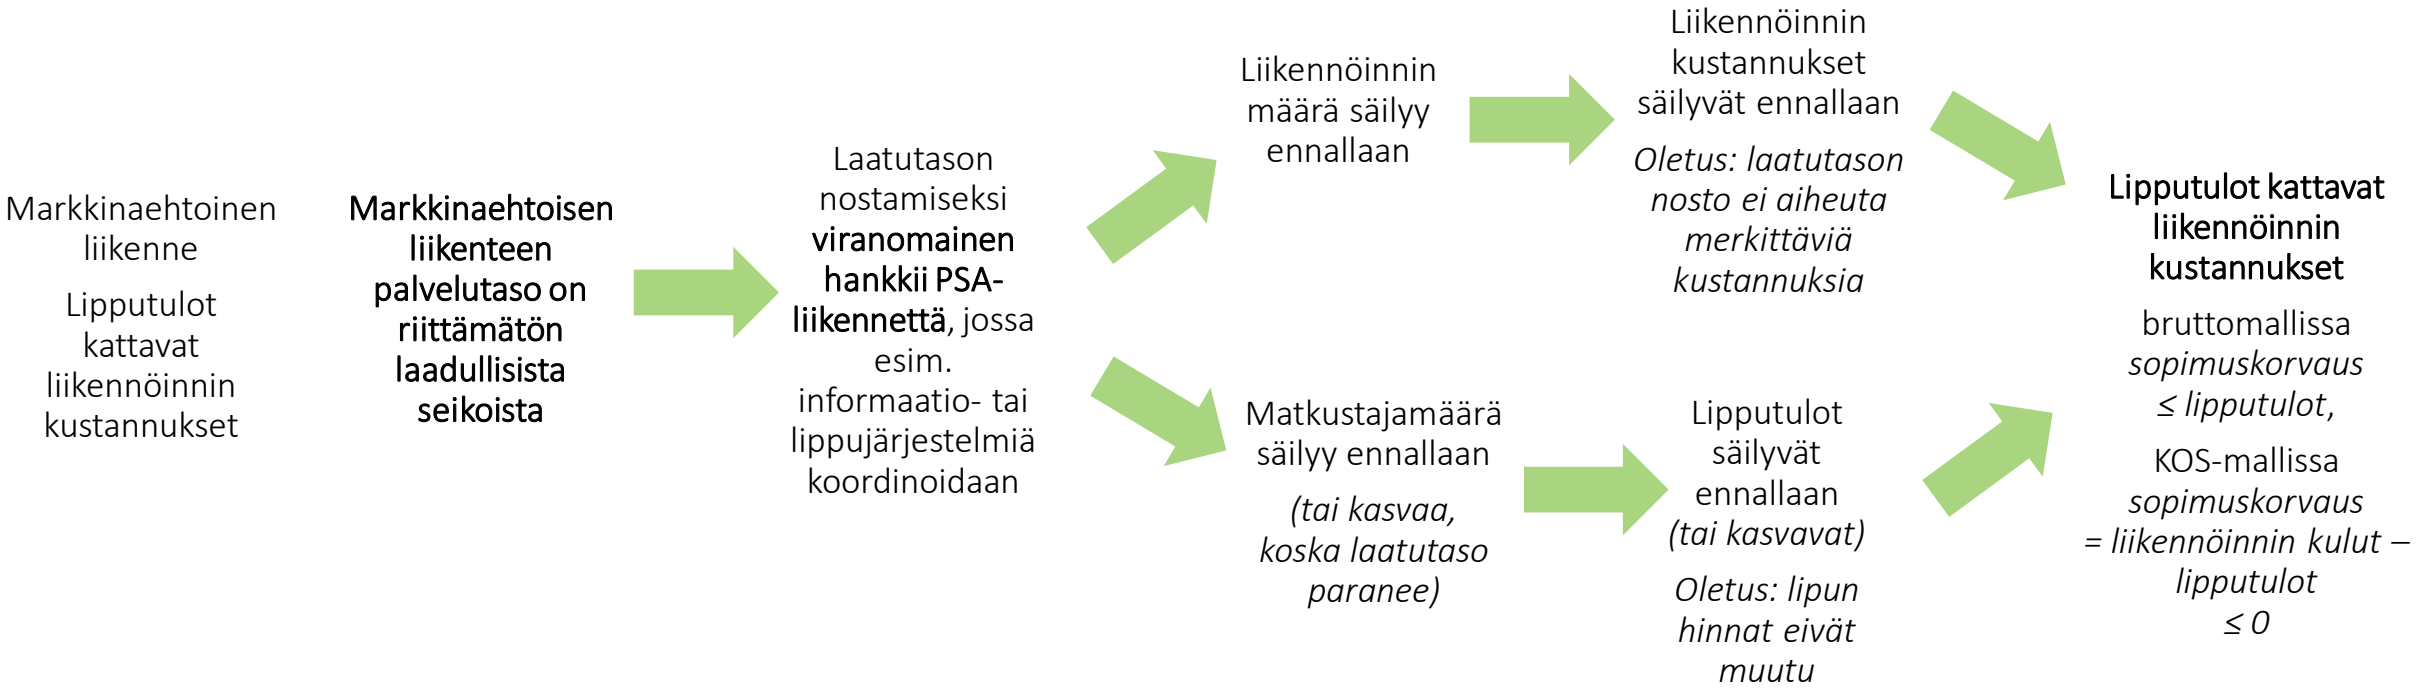 Markkinaehtoinen
liikenne
Lipputulot
kattavat
liikennöinnin
kustannukset
Markkinaehtoisen
liikenteen
palvelutaso on
riittämätön
laadullisista
seikoista
Laatutason
nostamiseksi
viranomainen
hankkii PSA-
liikennettä, jossa
esim.
informaatio- tai
lippujärjestelmiä
koordinoidaan
Liikennöinnin
määrä säilyy
ennallaan
Liikennöinnin
kustannukset
säilyvät ennallaan
Oletus: laatutason
nosto ei aiheuta
merkittäviä
kustannuksia
Matkustajamäärä
säilyy ennallaan
(tai kasvaa,
koska laatutaso
paranee)
Lipputulot
säilyvät
ennallaan
(tai kasvavat)
Oletus: lipun
hinnat eivät
muutu
Lipputulot kattavat
liikennöinnin
kustannukset
bruttomallissa
sopimuskorvaus
≤ lipputulot,
KOS-mallissa
sopimuskorvaus
= liikennöinnin kulut –
lipputulot
≤ 0